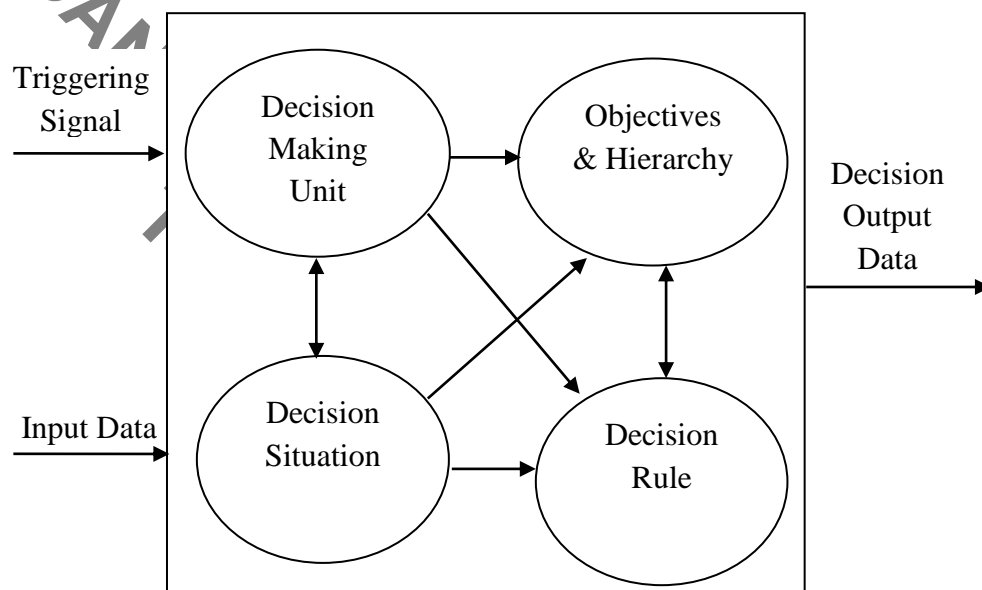 Triggering
Signal
Decision
Making
Unit
Objectives
& Hierarchy
Decision
Output
Data
Input Data
Decision
Situation
Decision
Rule